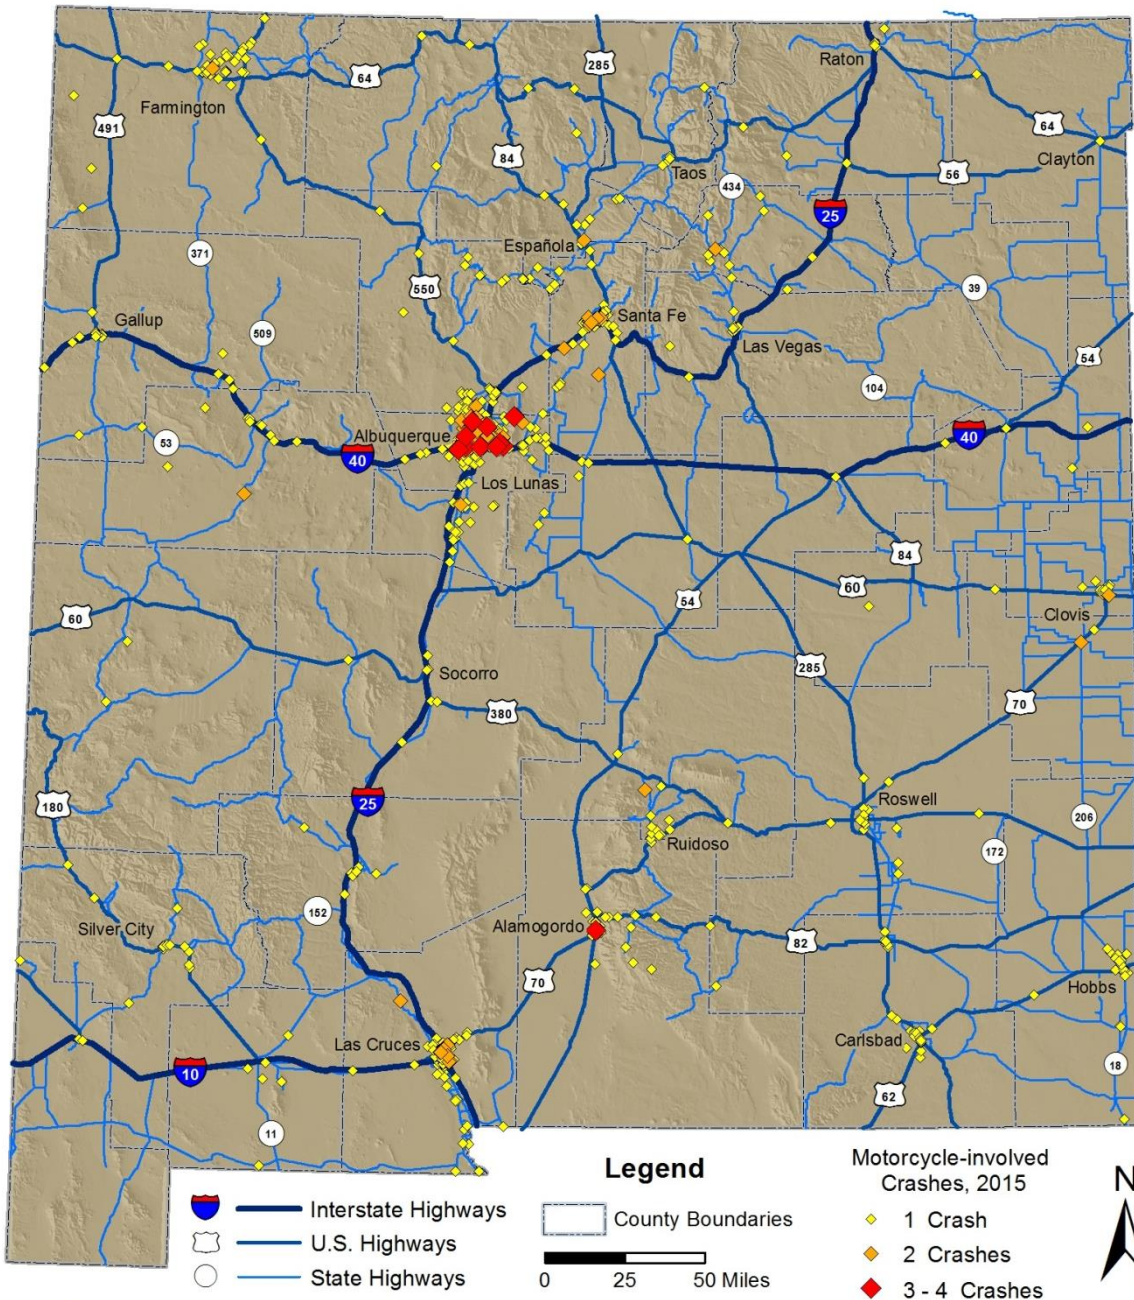 285
Raton
64
Farmington
491
64
84
Clayton
56
Taos
434
25
Española
371
550
39
Gallup
509
Santa Fe
Las Vegas
54
104
53
Albuquerque
40
40
Los Lunas
84
60
60
54
Clovis
285
Socorro
70
380
180
25
Roswell
206
Ruidoso
172
152
Silver City
Alamogordo
82
70
Hobbs
Las Cruces
Carlsbad
10
18
62
11
Legend
Interstate Highways
U.S. Highways
State Highways
County Boundaries
0 25 50 Miles
Motorcycle-involved
Crashes, 2015
1 Crash
2 Crashes
3 - 4 Crashes
N